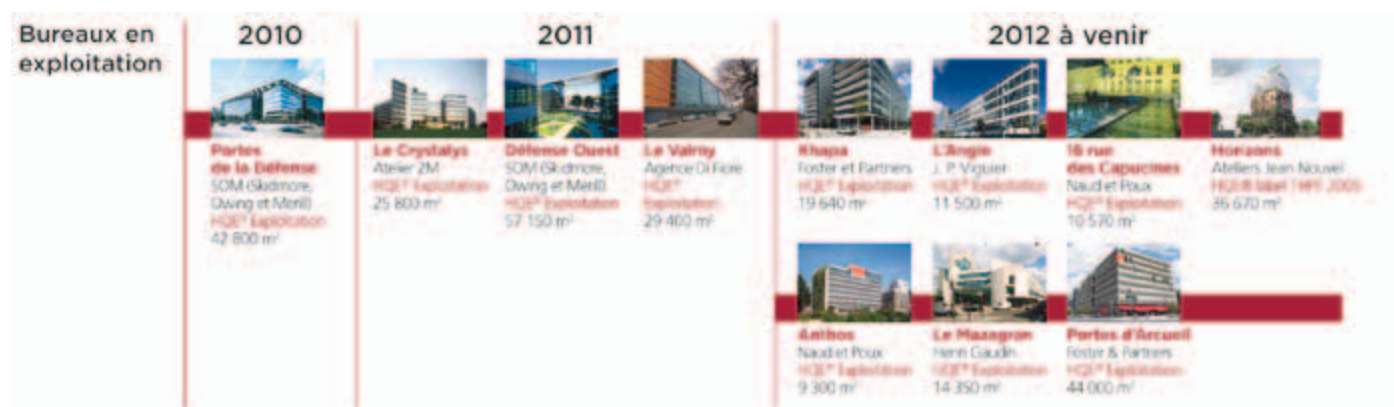 Bureaux en
exploitation
2010
2011
2012 à venir
Portes
de la Défense
SOM (Skidmore,
Owing et Merill)
HQE® Exploitation
42 800 m²
Le Crystalys
Atelier 2M
HQE® Exploitation
25 800 m²
Défense Ouest
SOM (Skidmore,
Owing et Merill)
HQE® Exploitation
57 150 m²
Le Valmy
Agence Di Fiore
HQE®
Exploitation
29 400 m²
Khapa
Foster et Partners
HQE® Exploitation
19 640 m²
L'Angle
J. P. Viguier
HQE® Exploitation
11 500 m²
16 rue
des Capucines
Naud et Poux
HQE® Exploitation
10 570 m²
Horizons
Ateliers Jean Nouvel
HQE® label THPE 2005
36 670 m²
Anthos
Naud et Poux
HQE® Exploitation
9 300 m²
Le Mazagran
Henri Gaudin
HQE® Exploitation
14 350 m²
Portes d'Arcueil
Foster & Partners
HQE® Exploitation
44 000 m²